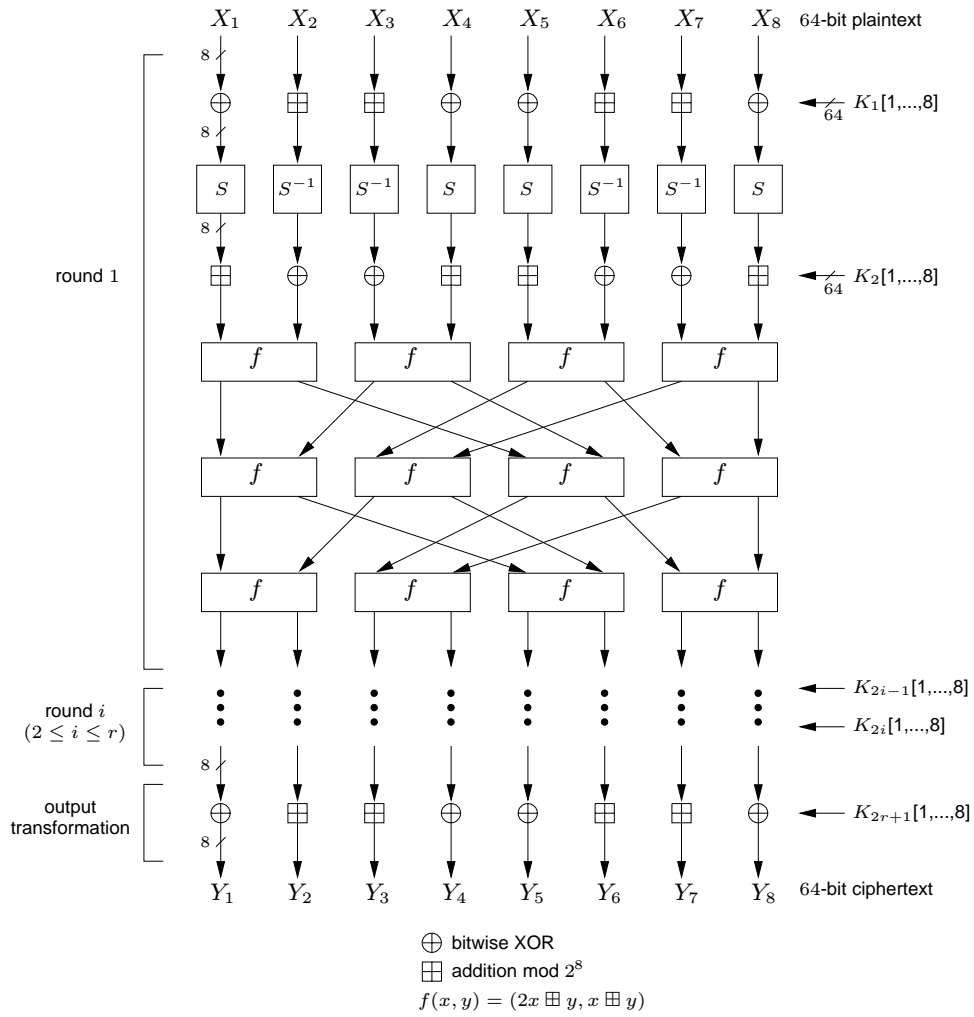 X₁ X₂ X₃ X₄ X₅ X₆ X₇ X₈ 64-bit plaintext
8
K₁[1,...,8]
64
8
S S⁻¹ S⁻¹ S S S⁻¹ S⁻¹ S
8
round 1
K₂[1,...,8]
64
f f f f
f f f f
f f f f
K₂ᵢ₋₁[1,...,8]
round i
(2 ≤ i ≤ r)
K₂ᵢ[1,...,8]
8
output
transformation
K₂ᵣ₊₁[1,...,8]
8
Y₁ Y₂ Y₃ Y₄ Y₅ Y₆ Y₇ Y₈ 64-bit ciphertext
⊕ bitwise XOR
⊞ addition mod 2⁸
f(x, y) = (2x ⊞ y, x ⊞ y)